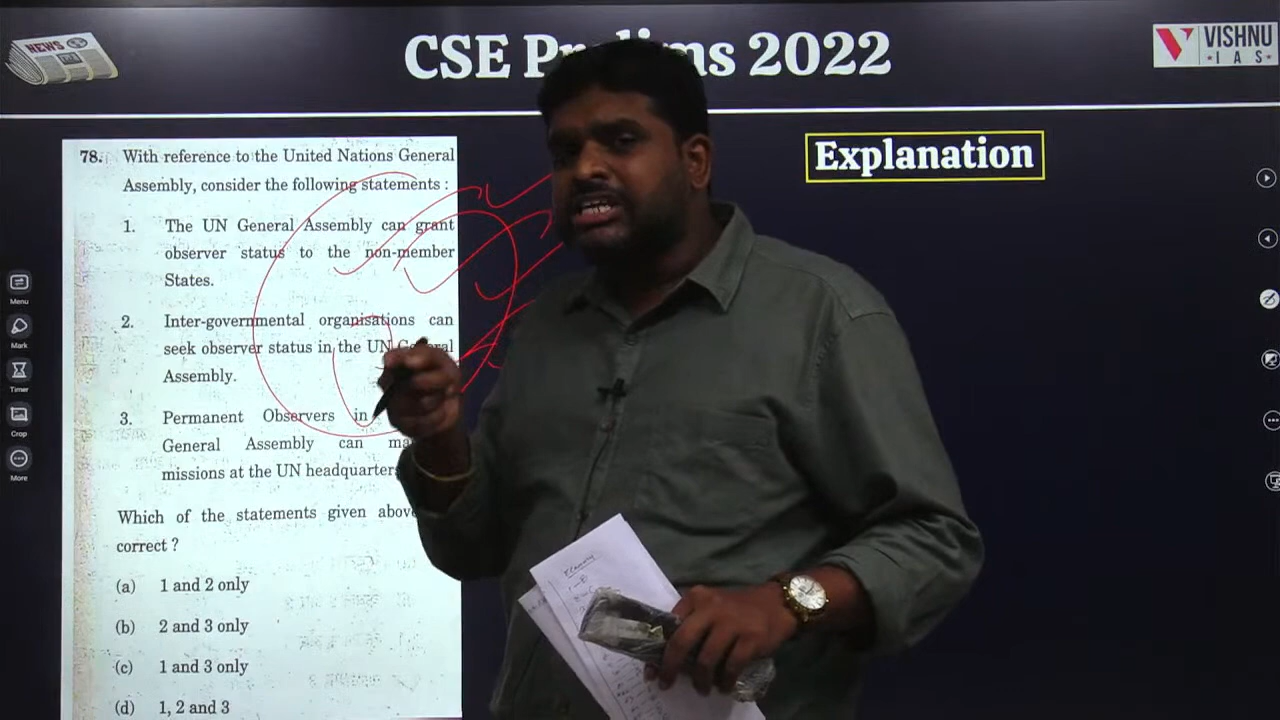 NEWS
CSE Prelims 2022
VISHNU
IAS
Explanation
78. With reference to the United Nations General
Assembly, consider the following statements :
1. The UN General Assembly can grant
observer status to the non-member
States.
2. Inter-governmental organisations can
seek observer status in the UN General
Assembly.
3. Permanent Observers in
General Assembly can
missions at the UN headquarters
Which of the statements given above
correct ?
(a) 1 and 2 only
(b) 2 and 3 only
(c) 1 and 3 only
(d) 1, 2 and 3
Menu
Mark
Timer
Crop
More